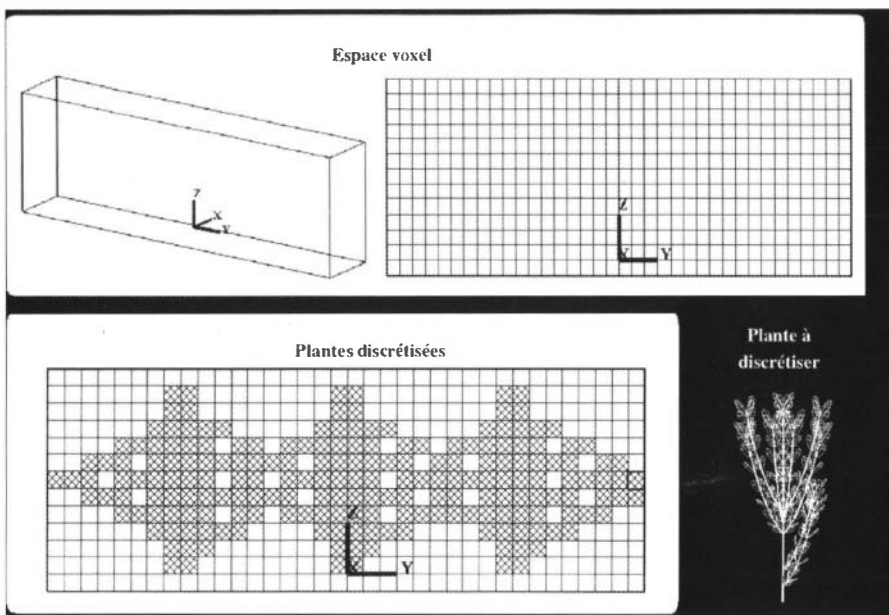 Espace voxel
Z
X
Y
Z
X
Y
Plantes discrétisées
Z
X
Y
Plante à
discrétiser